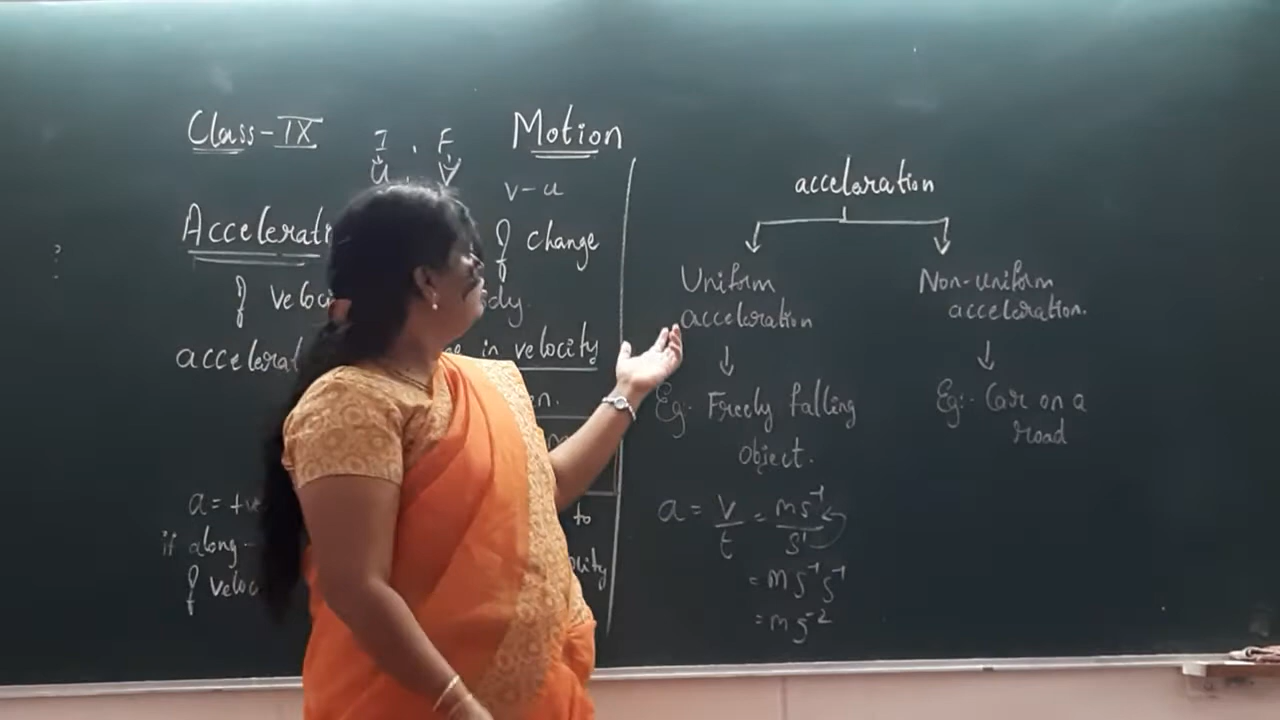 Class-IX
I, F
Motion
u, v
v-u
Accelerati
of change
of veloci dy.
accelerat e in velocity
n.
a = +ve to
if along- ocity
of veloc
acceleration
Uniform
acceleration
Non-uniform
acceleration.
Eg:- Freely falling
object.
Eg:- Car on a
road
a = v/t = ms⁻¹/s¹
= ms⁻¹s⁻¹
= ms⁻²